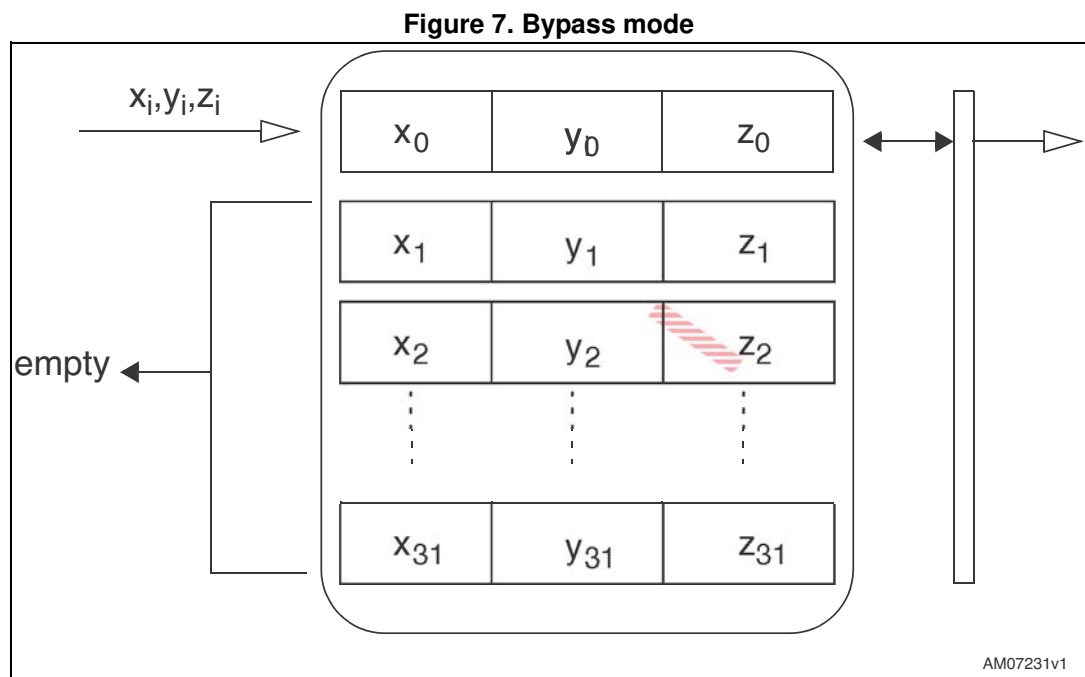 Figure 7. Bypass mode
xᵢ,yᵢ,zᵢ
x₀ y₀ z₀
x₁ y₁ z₁
x₂ y₂ z₂
empty
x₃₁ y₃₁ z₃₁
AM07231v1